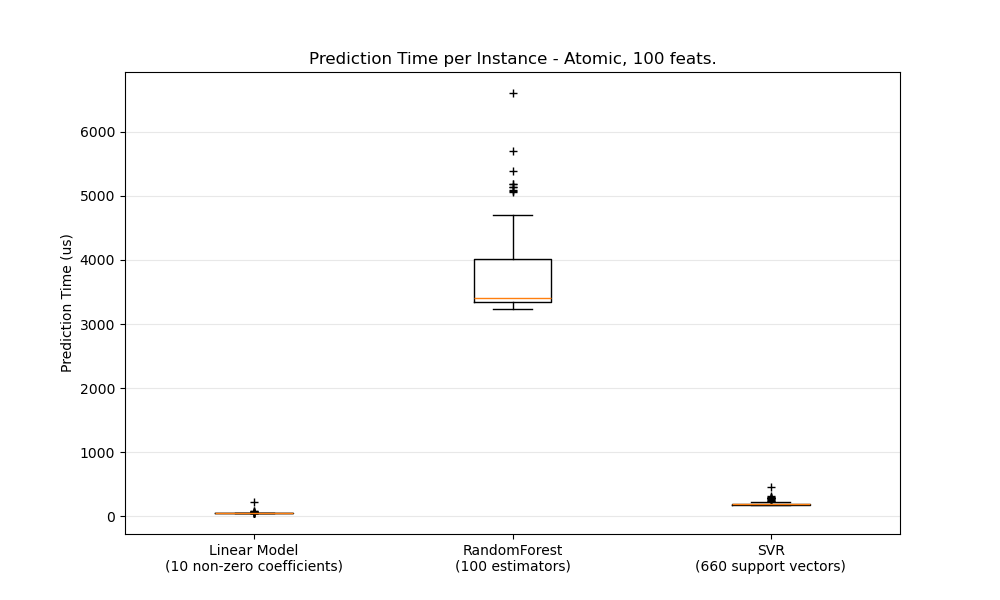 Prediction Time per Instance - Atomic, 100 feats.
Prediction Time (us)
6000
5000
4000
3000
2000
1000
0
Linear Model
(10 non-zero coefficients)
RandomForest
(100 estimators)
SVR
(660 support vectors)